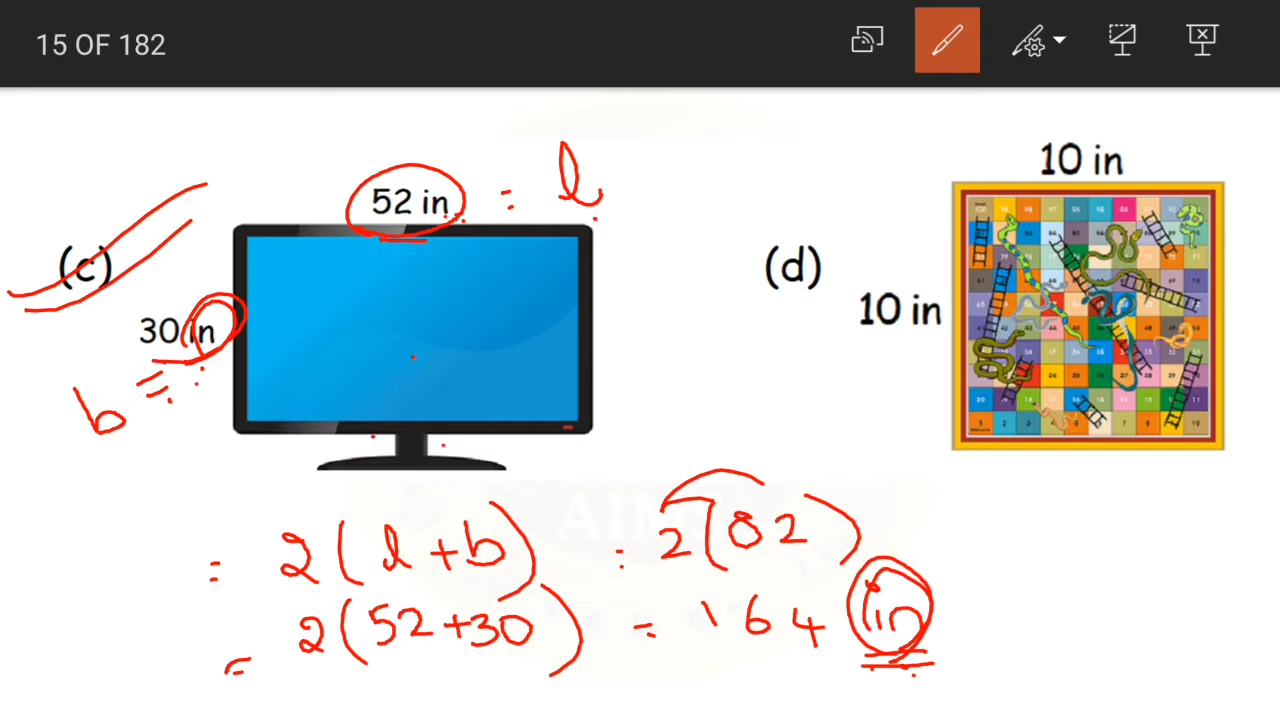 15 OF 182
52 in = l
10 in
(c)
(d)
30 in
10 in
b =
= 2(l+b) = 2(82)
= 2(52+30) = 164 in